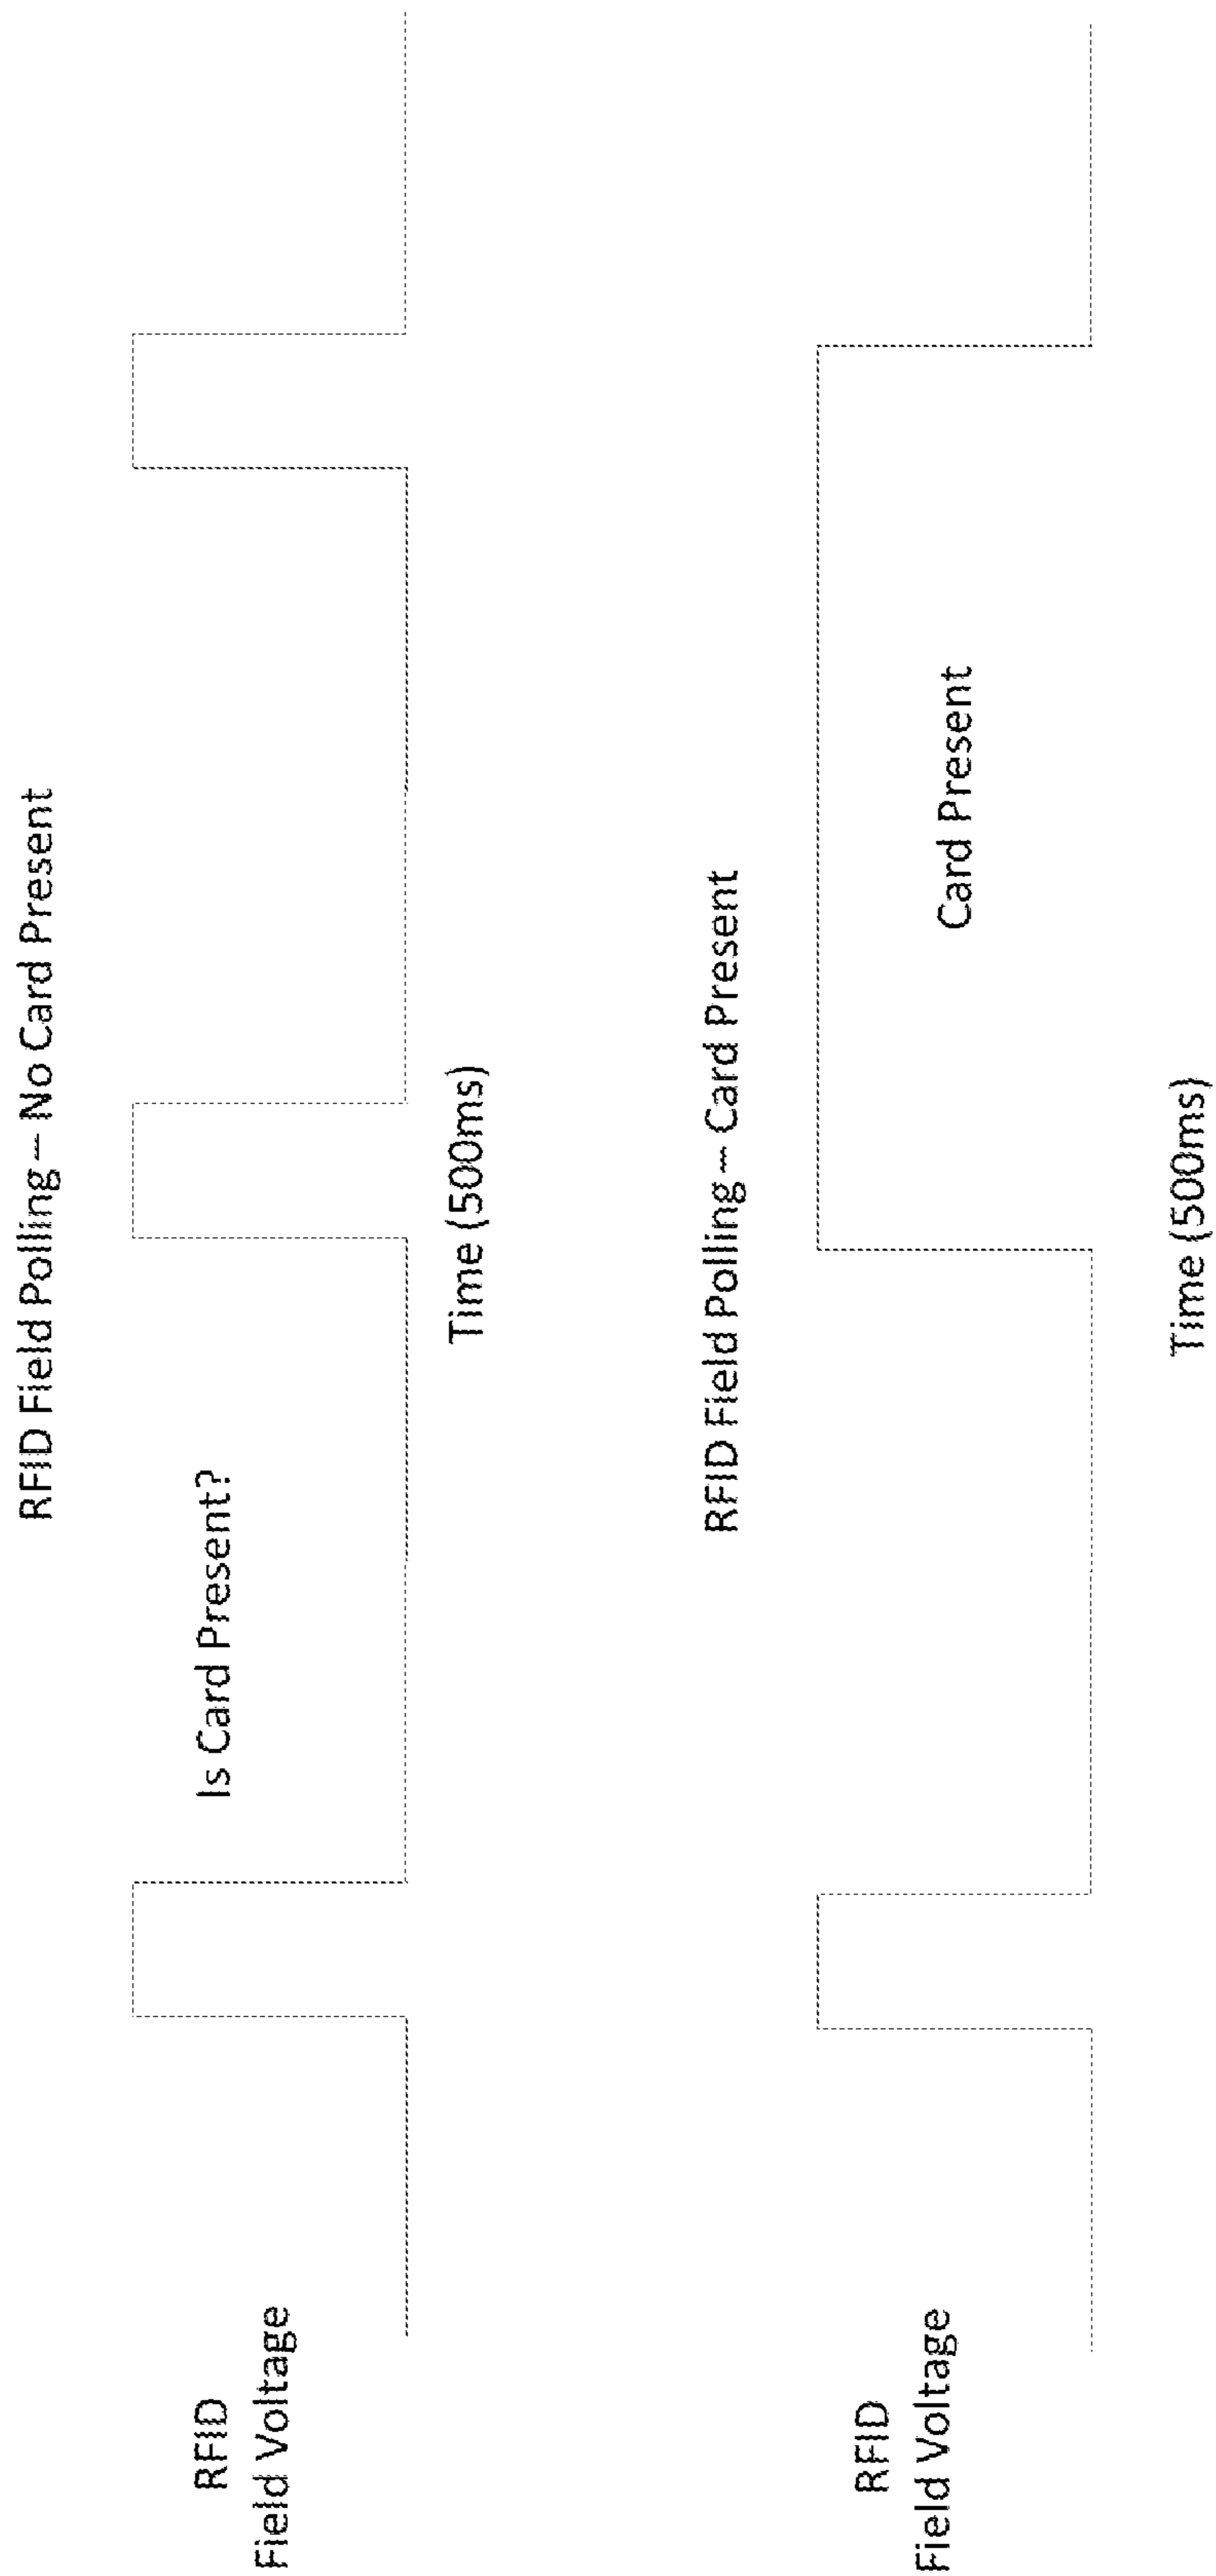 RFID Field Polling – No Card Present
RFID
Field Voltage
Is Card Present?
Time (500ms)
RFID Field Polling – Card Present
RFID
Field Voltage
Card Present
Time (500ms)